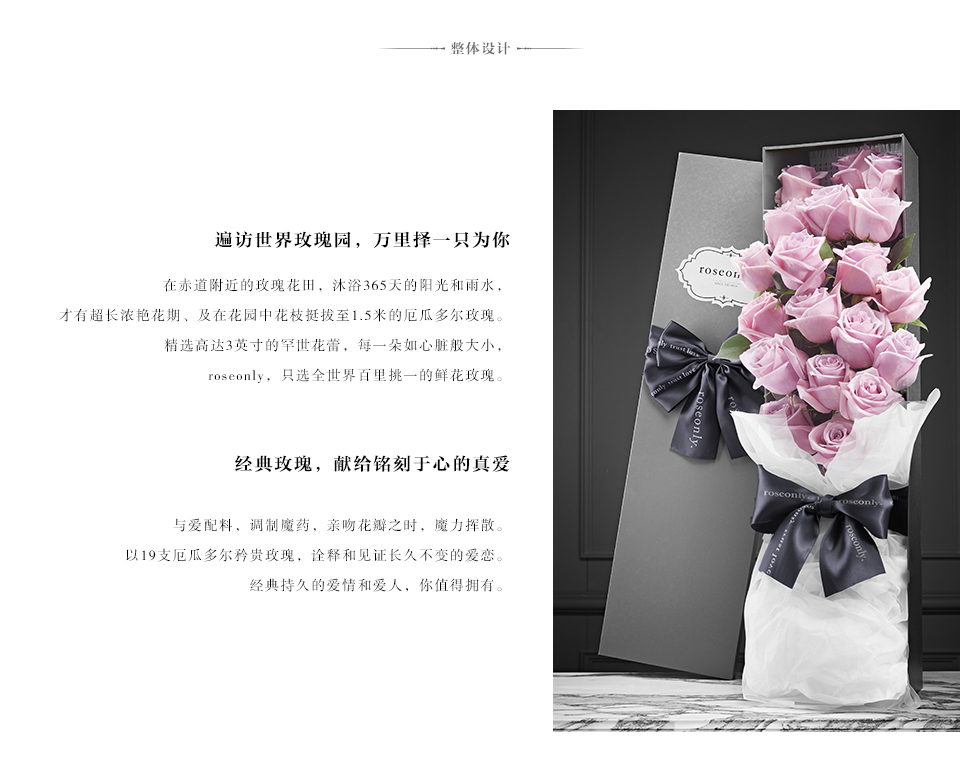 整体设计
遍访世界玫瑰园，万里择一只为你
在赤道附近的玫瑰花田，沐浴365天的阳光和雨水，
才有超长浓艳花期、及在花园中花枝挺拔至1.5米的厄瓜多尔玫瑰。
精选高达3英寸的罕世花蕾，每一朵如心脏般大小，
roseonly，只选全世界百里挑一的鲜花玫瑰。
经典玫瑰，献给铭刻于心的真爱
与爱配料，调制魔药，亲吻花瓣之时，魔力挥散。
以19支厄瓜多尔矜贵玫瑰，诠释和见证长久不变的爱恋。
经典持久的爱情和爱人，你值得拥有。
roseon
only trust love
roseonly.
roseonly.
roseonly.
roseonly.